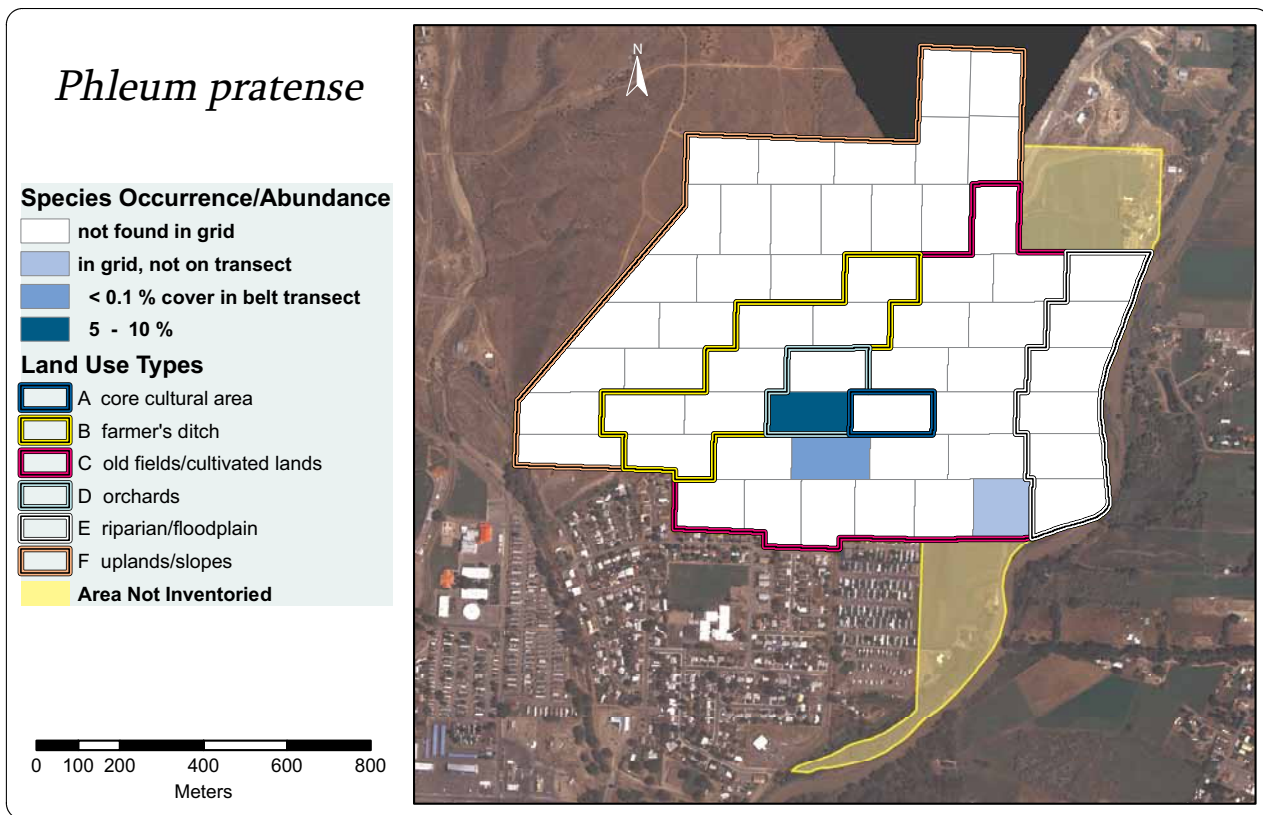 Phleum pratense
Species Occurrence/Abundance
not found in grid
in grid, not on transect
< 0.1 % cover in belt transect
5 - 10 %
Land Use Types
A core cultural area
B farmer's ditch
C old fields/cultivated lands
D orchards
E riparian/floodplain
F uplands/slopes
Area Not Inventoried
0 100 200 400 600 800
Meters
N